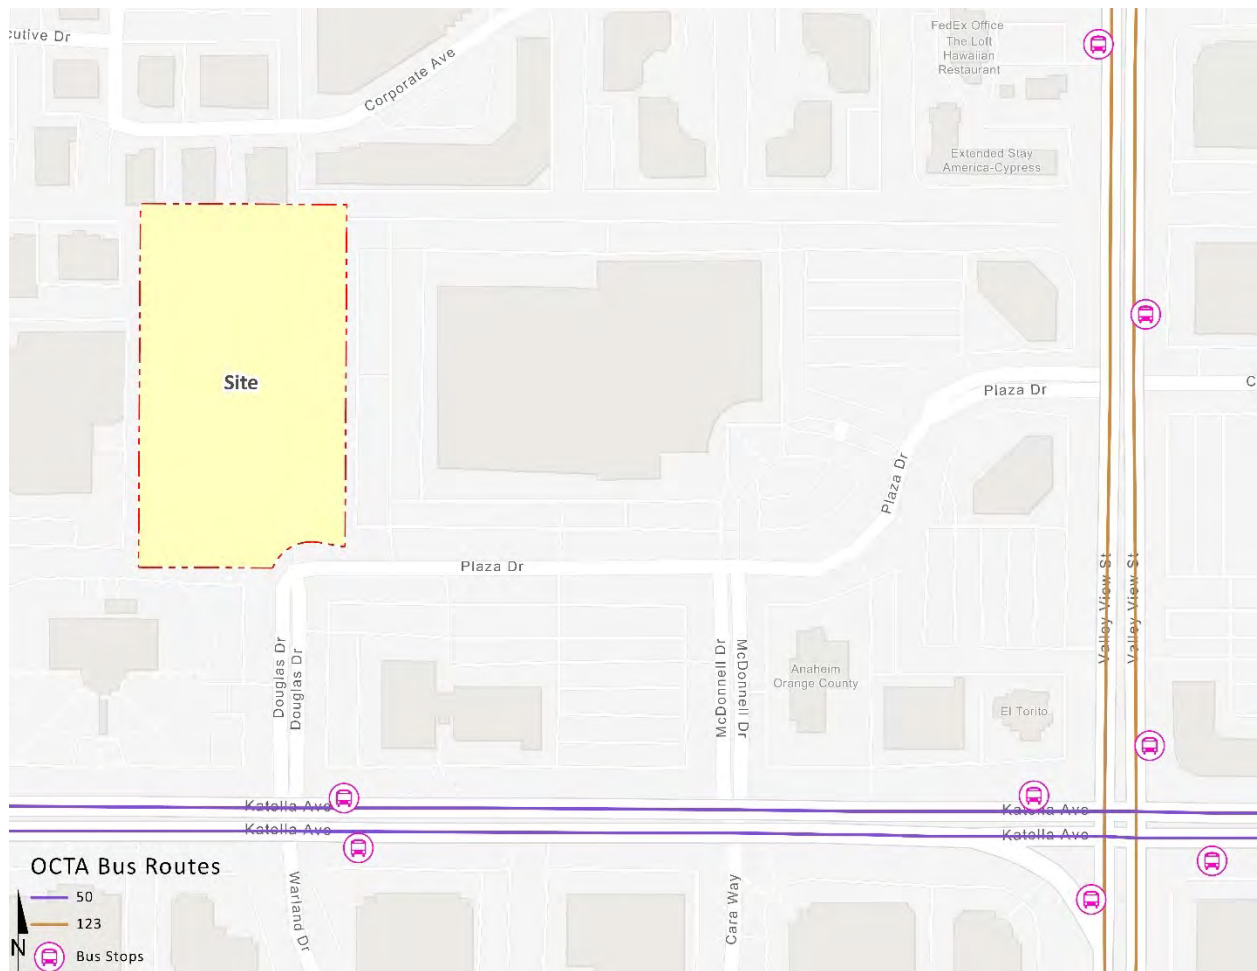 cutive Dr
Corporate Ave
FedEx Office
The Loft
Hawaiian
Restaurant
Extended Stay
America-Cypress
Site
Plaza Dr
C
Plaza Dr
Plaza Dr
Valley View St
Valley View St
Douglas Dr
Douglas Dr
McDonnell Dr
McDonnell Dr
Anaheim
Orange County
El Torito
Katella Ave
Katella Ave
Katella Ave
Katella Ave
Warland Dr
Cara Way
OCTA Bus Routes
50
123
N
Bus Stops